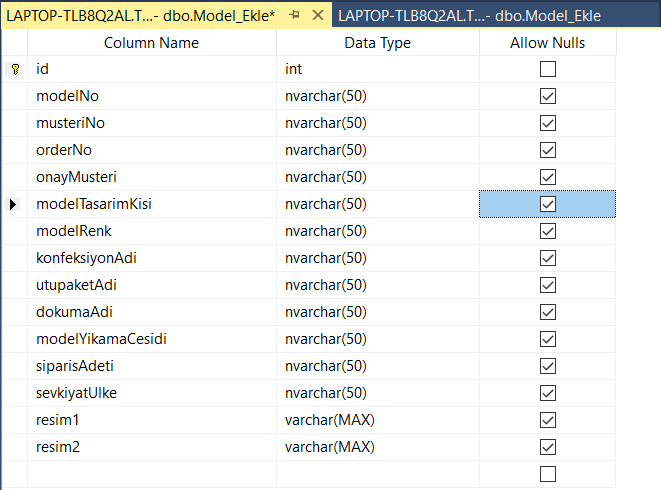 LAPTOP-TLB8Q2AL.T...- dbo.Model_Ekle* LAPTOP-TLB8Q2AL.T...- dbo.Model_Ekle
Column Name Data Type Allow Nulls
id int
modelNo nvarchar(50)
musteriNo nvarchar(50)
orderNo nvarchar(50)
onayMusteri nvarchar(50)
modelTasarimKisi nvarchar(50)
modelRenk nvarchar(50)
konfeksiyonAdi nvarchar(50)
utupaketAdi nvarchar(50)
dokumaAdi nvarchar(50)
modelYikamaCesidi nvarchar(50)
siparisAdeti nvarchar(50)
sevkiyatUlke nvarchar(50)
resim1 varchar(MAX)
resim2 varchar(MAX)